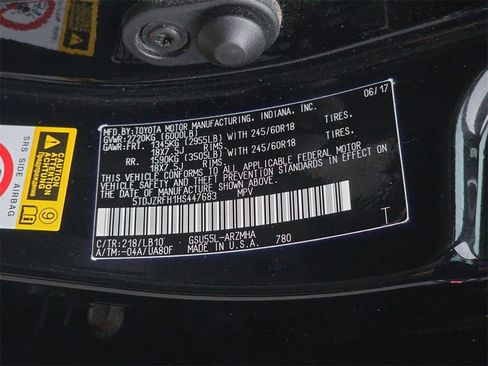 06/17
MFD.BY:TOYOTA MOTOR MANUFACTURING, INDIANA, INC.
GVWR:2720KG (6000LB)
GAWR:FRT. 1345KG (2955LB) WITH 245/60R18 TIRES.
18X7.5J RIMS
RR. 1590KG (3505LB) WITH 245/60R18 TIRES.
18X7.5J RIMS
THIS VEHICLE CONFORMS TO ALL APPLICABLE FEDERAL MOTOR
VEHICLE SAFETY AND THEFT PREVENTION STANDARDS IN EFFECT ON
THE DATE OF MANUFACTURE SHOWN ABOVE.
5TDJZRFH1HS447683 MPV
C/TR:218/LB10 GSU55L-ARZMHA T
A/TM:-04A/UA80F MADE IN U.S.A. 780
SRS SIDE AIRBAG